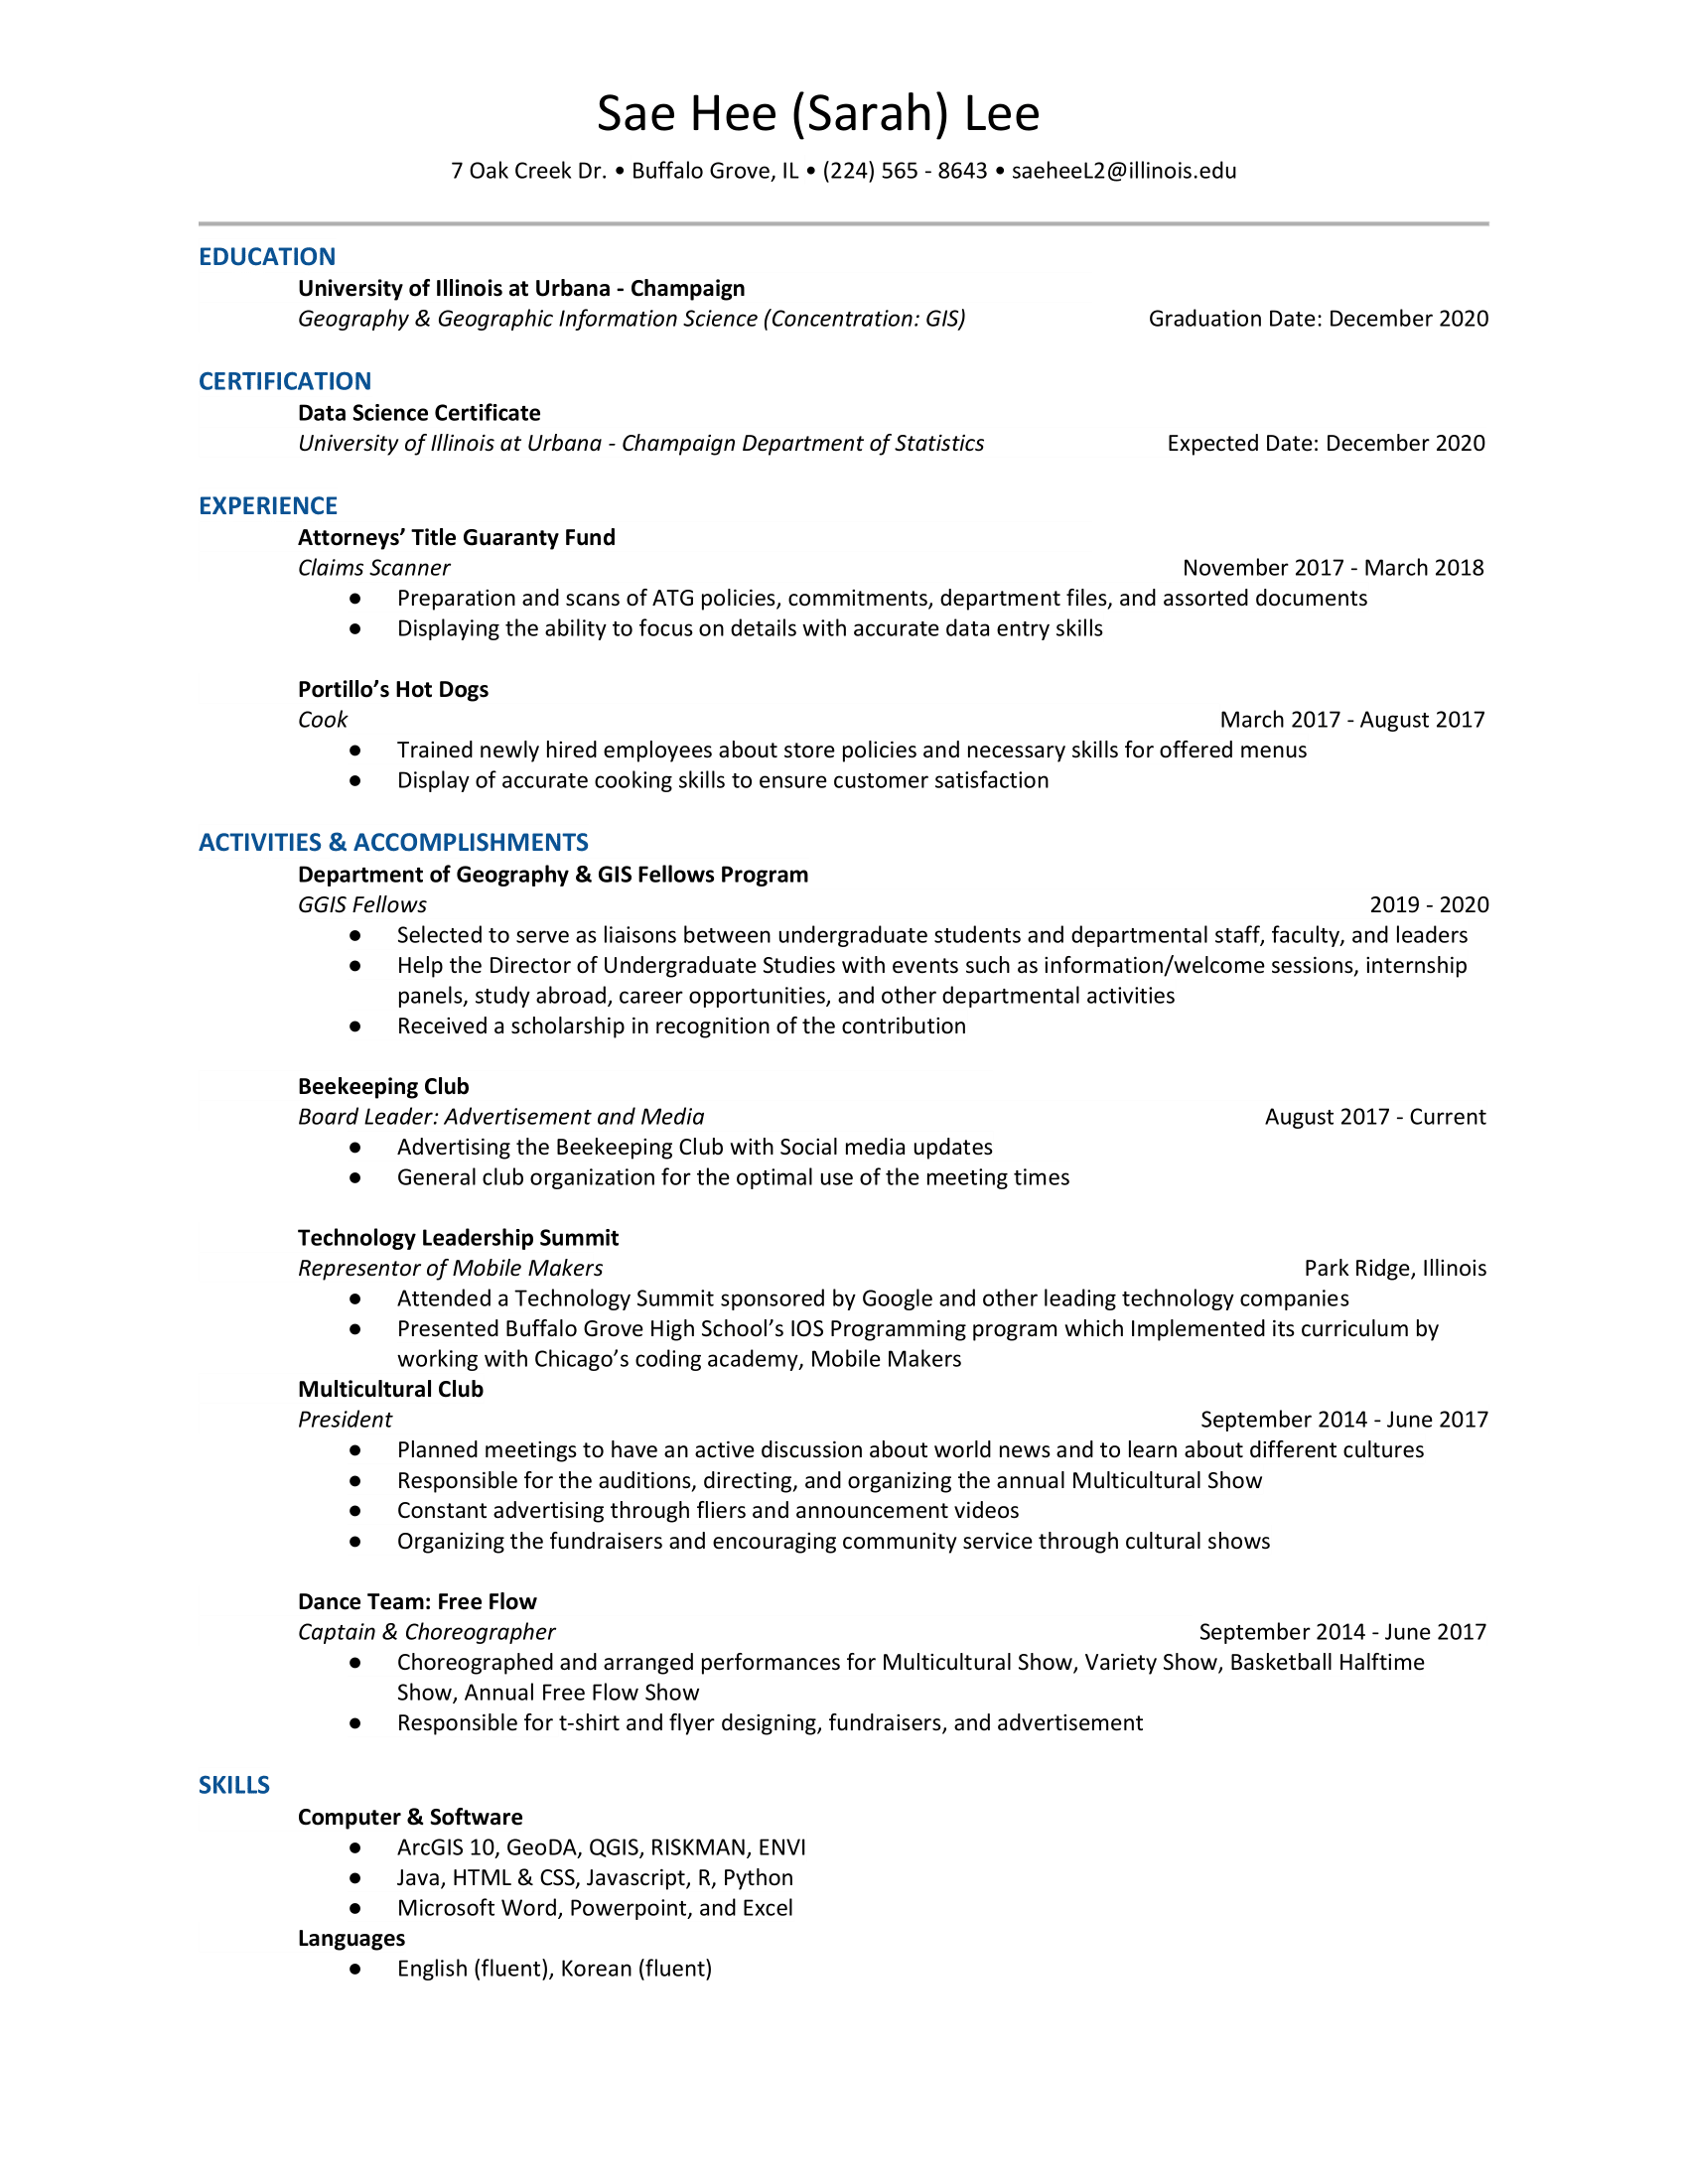 Sae Hee (Sarah) Lee
7 Oak Creek Dr. • Buffalo Grove, IL • (224) 565 - 8643 • saeheeL2@illinois.edu
EDUCATION
University of Illinois at Urbana - Champaign
Geography & Geographic Information Science (Concentration: GIS) Graduation Date: December 2020
CERTIFICATION
Data Science Certificate
University of Illinois at Urbana - Champaign Department of Statistics Expected Date: December 2020
EXPERIENCE
Attorneys’ Title Guaranty Fund
Claims Scanner November 2017 - March 2018
● Preparation and scans of ATG policies, commitments, department files, and assorted documents
● Displaying the ability to focus on details with accurate data entry skills
Portillo’s Hot Dogs
Cook March 2017 - August 2017
● Trained newly hired employees about store policies and necessary skills for offered menus
● Display of accurate cooking skills to ensure customer satisfaction
ACTIVITIES & ACCOMPLISHMENTS
Department of Geography & GIS Fellows Program
GGIS Fellows 2019 - 2020
● Selected to serve as liaisons between undergraduate students and departmental staff, faculty, and leaders
● Help the Director of Undergraduate Studies with events such as information/welcome sessions, internship
panels, study abroad, career opportunities, and other departmental activities
● Received a scholarship in recognition of the contribution
Beekeeping Club
Board Leader: Advertisement and Media August 2017 - Current
● Advertising the Beekeeping Club with Social media updates
● General club organization for the optimal use of the meeting times
Technology Leadership Summit
Representor of Mobile Makers Park Ridge, Illinois
● Attended a Technology Summit sponsored by Google and other leading technology companies
● Presented Buffalo Grove High School’s IOS Programming program which Implemented its curriculum by
working with Chicago’s coding academy, Mobile Makers
Multicultural Club
President September 2014 - June 2017
● Planned meetings to have an active discussion about world news and to learn about different cultures
● Responsible for the auditions, directing, and organizing the annual Multicultural Show
● Constant advertising through fliers and announcement videos
● Organizing the fundraisers and encouraging community service through cultural shows
Dance Team: Free Flow
Captain & Choreographer September 2014 - June 2017
● Choreographed and arranged performances for Multicultural Show, Variety Show, Basketball Halftime
Show, Annual Free Flow Show
● Responsible for t-shirt and flyer designing, fundraisers, and advertisement
SKILLS
Computer & Software
● ArcGIS 10, GeoDA, QGIS, RISKMAN, ENVI
● Java, HTML & CSS, Javascript, R, Python
● Microsoft Word, Powerpoint, and Excel
Languages
● English (fluent), Korean (fluent)